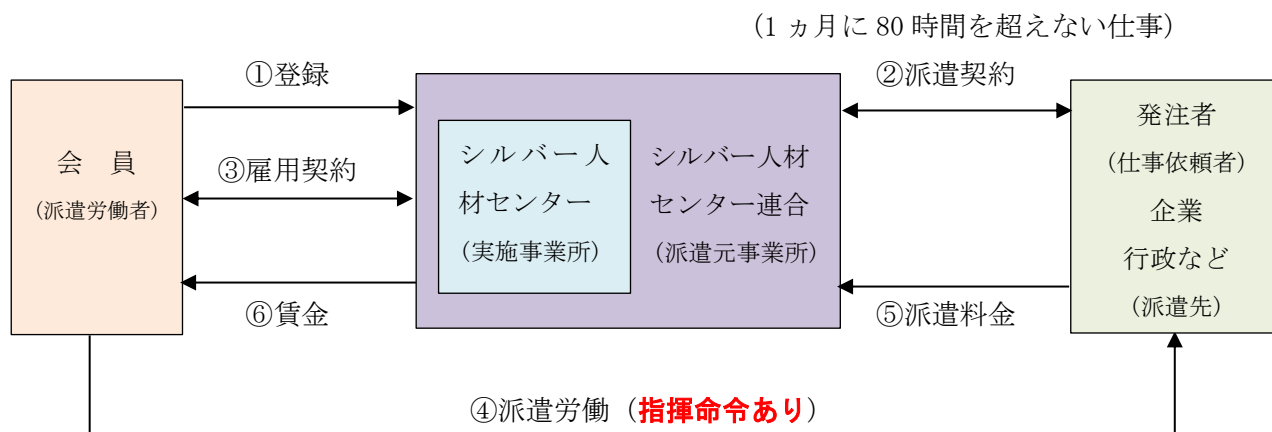 (1 ヵ月に 80 時間を超えない仕事)
①登録
②派遣契約
会 員
(派遣労働者)
③雇用契約
シルバー人
材センター
(実施事業所)
シルバー人材
センター連合
(派遣元事業所)
発注者
(仕事依頼者)
企業
行政など
(派遣先)
⑥賃金
⑤派遣料金
④派遣労働（指揮命令あり）